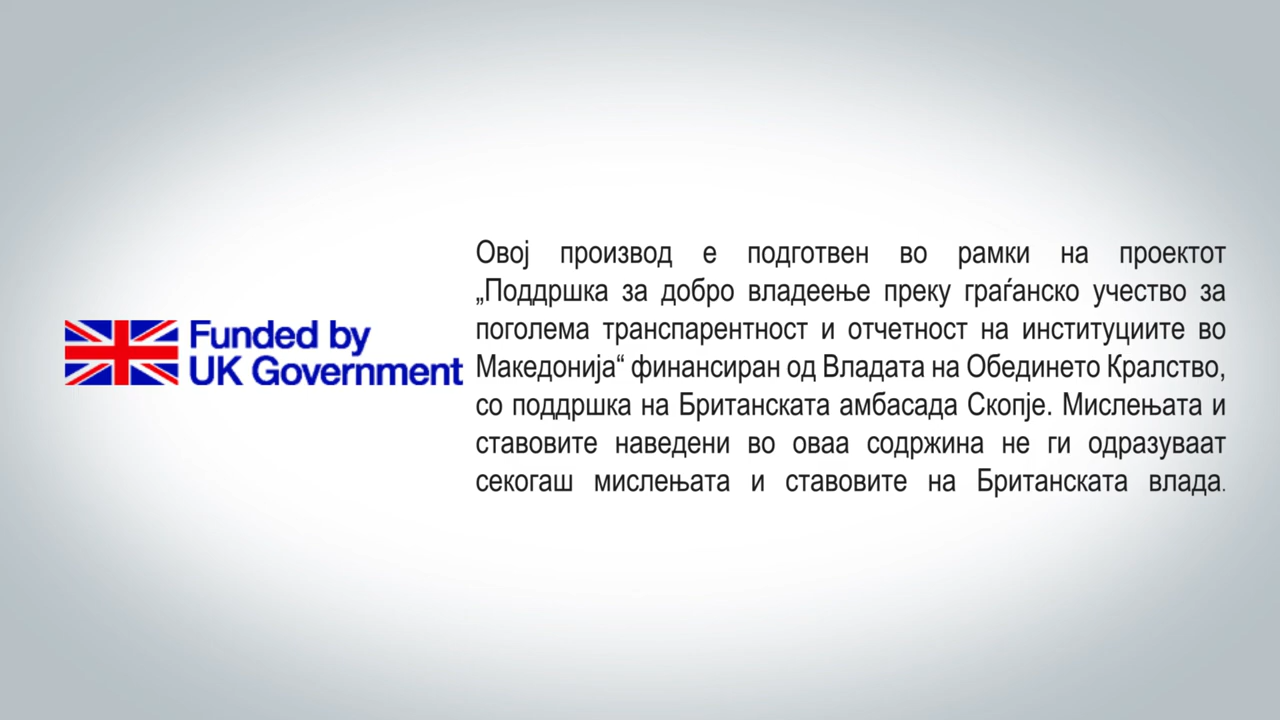 Funded by
UK Government
Овој производ е подготвен во рамки на проектот
„Поддршка за добро владеење преку граѓанско учество за
поголема транспарентност и отчетност на институциите во
Македонија“ финансиран од Владата на Обединето Кралство,
со поддршка на Британската амбасада Скопје. Мислењата и
ставовите наведени во оваа содржина не ги одразуваат
секогаш мислењата и ставовите на Британската влада.